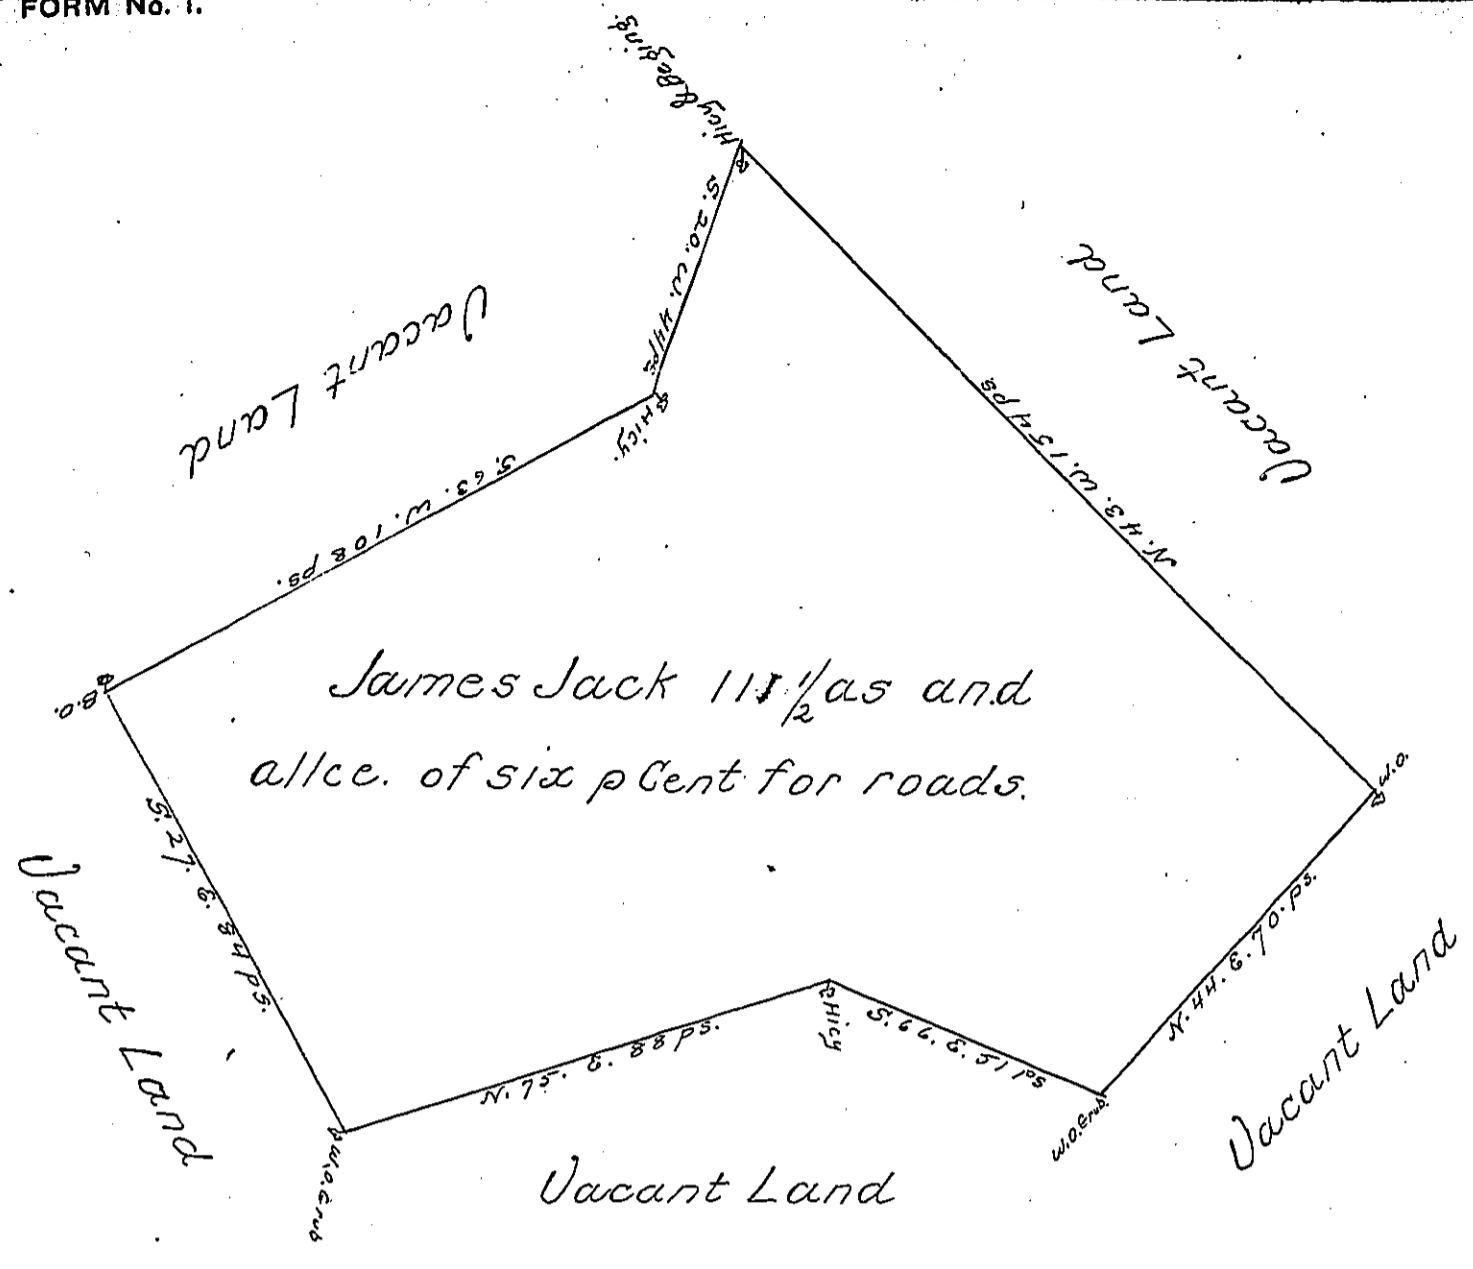 FORM No. 1.
Hicy & Beging.
S. 20. W. 44 ps.
Vacant Land
Vacant Land
N. 43. W. 154 ps.
Hicy.
S. 63. W. 108 ps.
B.O.
James Jack 111 1/2 as and
allce. of six p Cent for roads.
W.O.
S. 27. E. 84 ps.
Vacant Land
N. 44. E. 70. ps.
Vacant Land
Hicy
S. 66. E. 51 ps
N. 75. E. 88 ps.
W.O. Grub.
W.O. Grub
Vacant Land